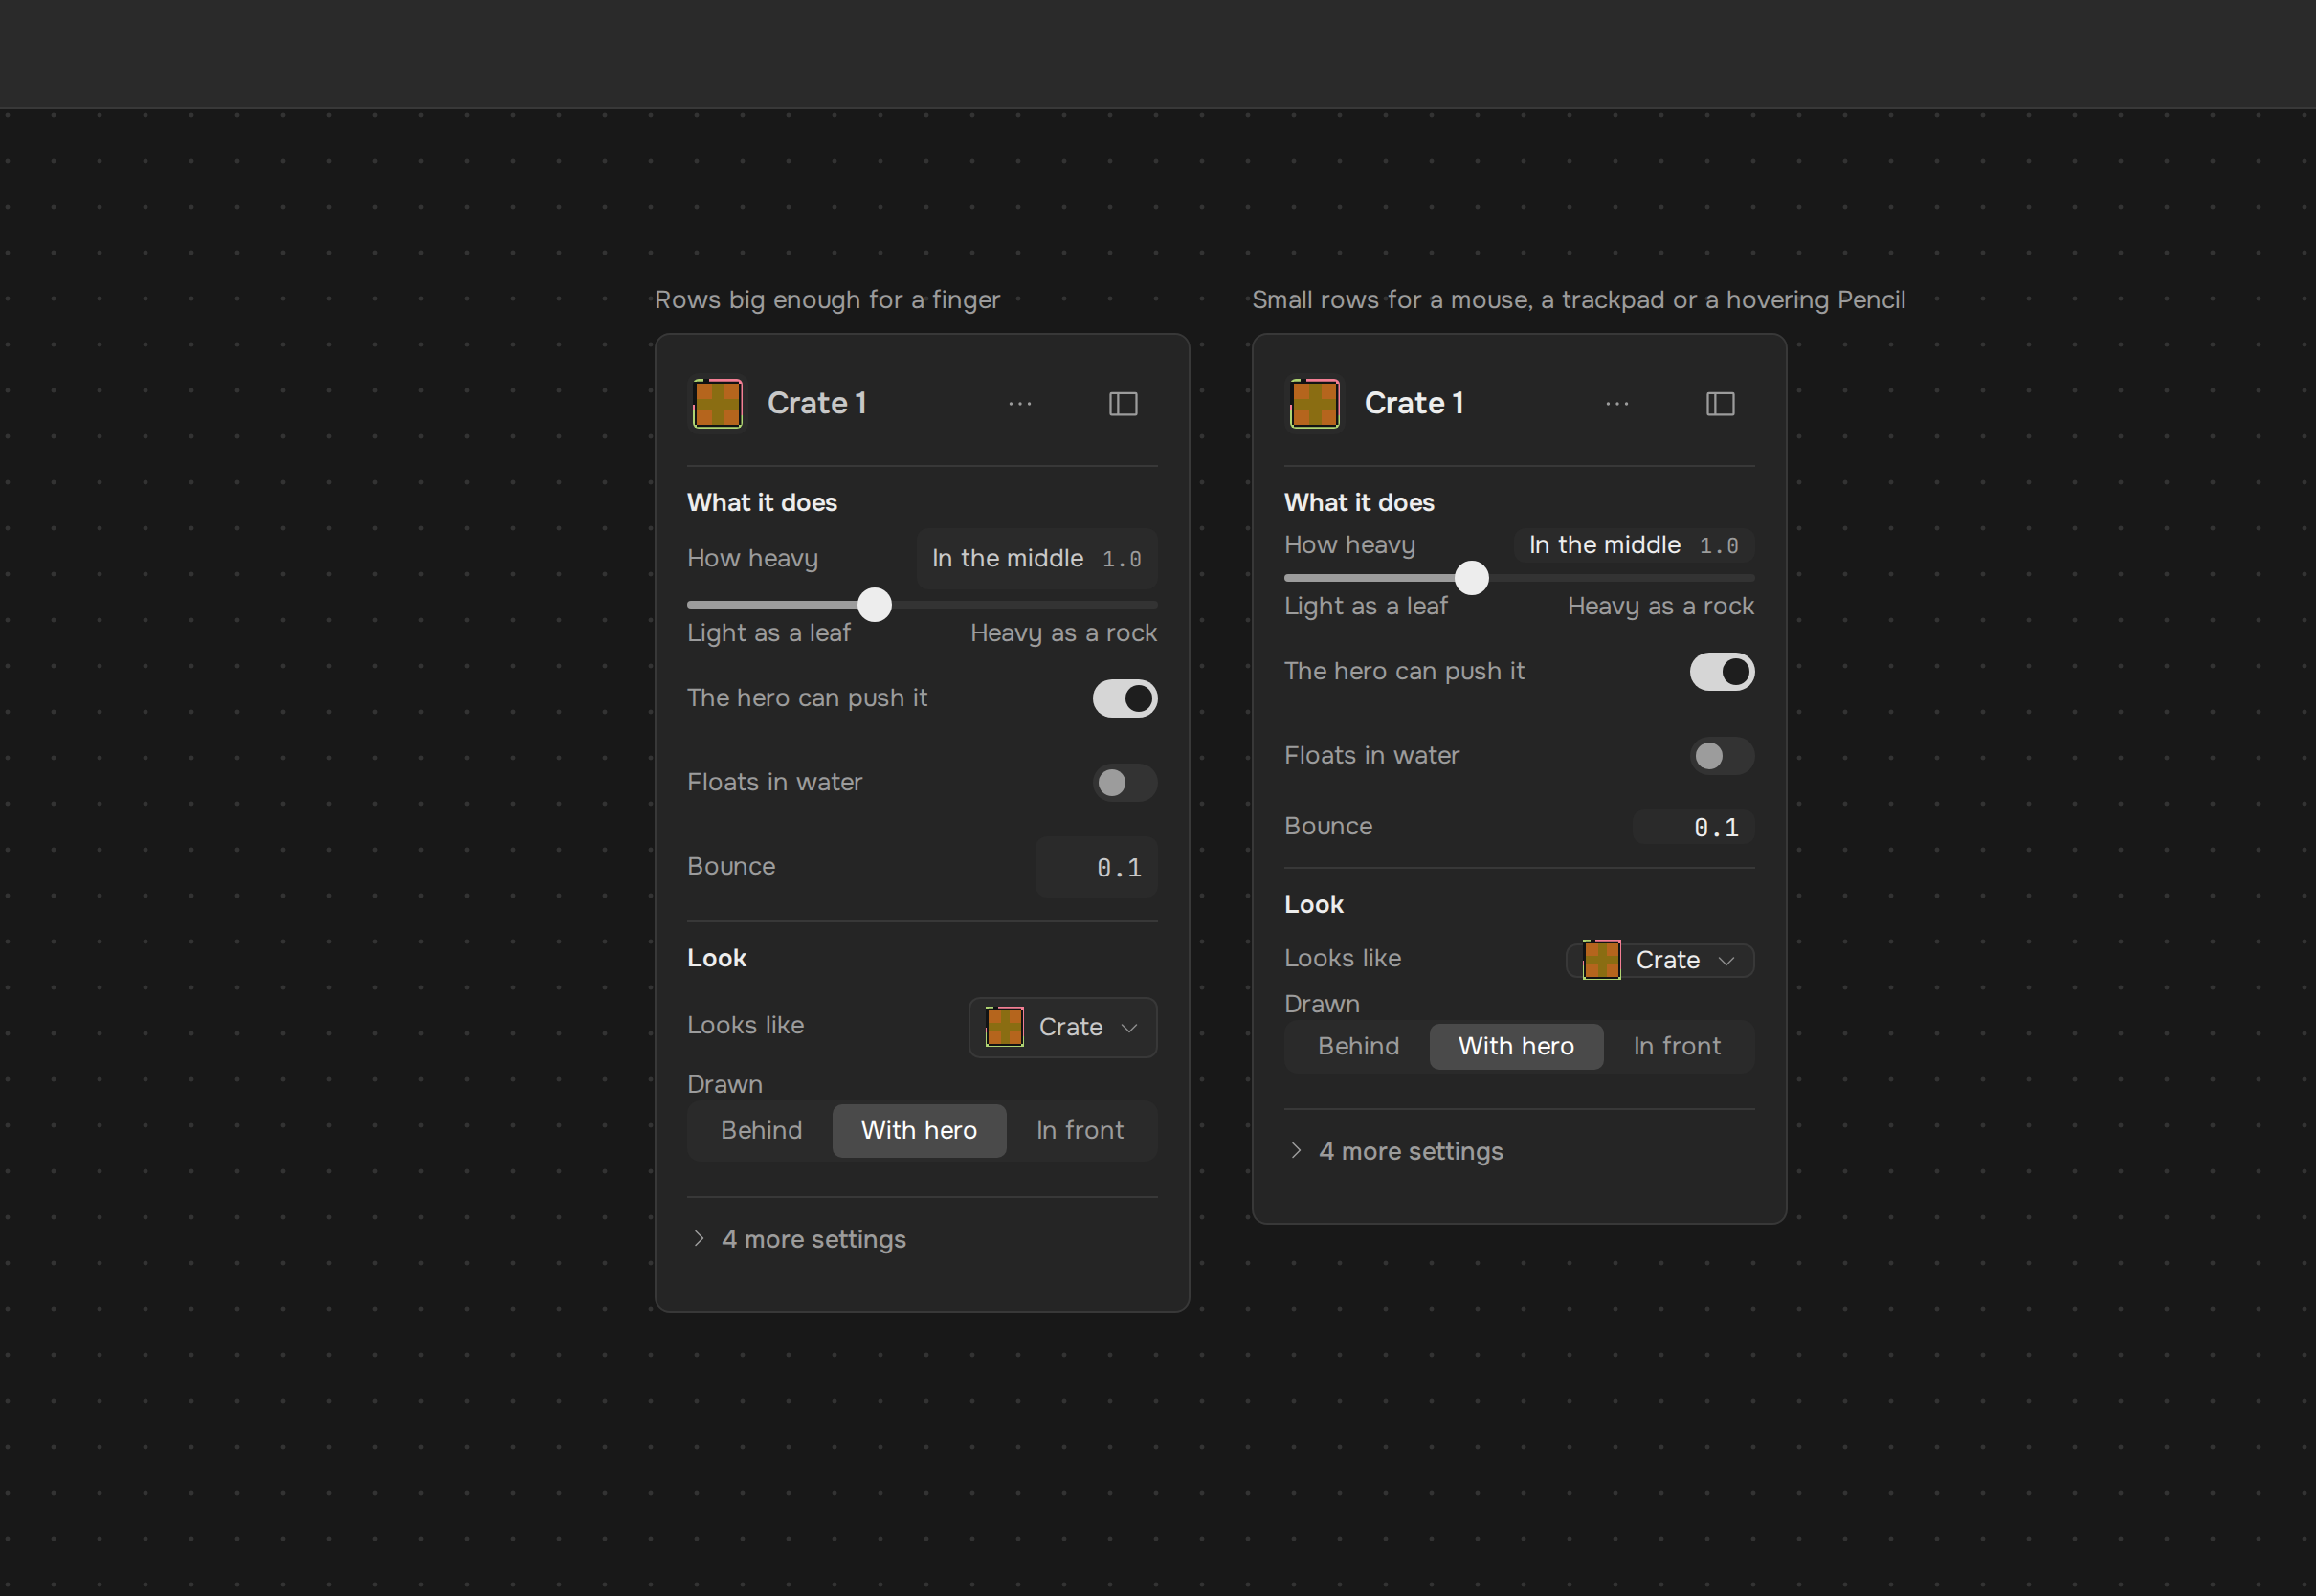 Rows big enough for a finger
Crate 1
What it does
How heavy
In the middle 1.0
Light as a leaf
Heavy as a rock
The hero can push it
Floats in water
Bounce
0.1
Look
Looks like
Crate
Drawn
Behind
With hero
In front
4 more settings
Small rows for a mouse, a trackpad or a hovering Pencil
Crate 1
What it does
How heavy
In the middle 1.0
Light as a leaf
Heavy as a rock
The hero can push it
Floats in water
Bounce
0.1
Look
Looks like
Crate
Drawn
Behind
With hero
In front
4 more settings